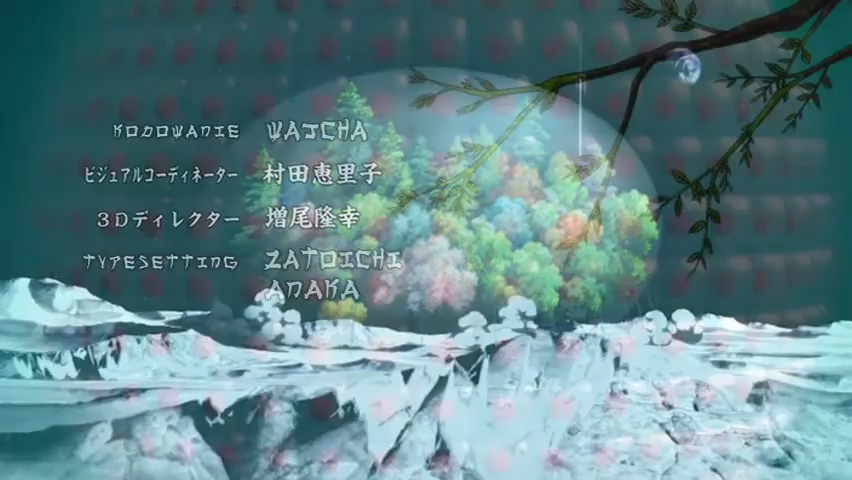 KODOWANIE WAJCHA
ビジュアルコーディネーター 村田恵里子
3Dディレクター 増尾隆幸
TYPESETTING ZATOICHI
ANAKA